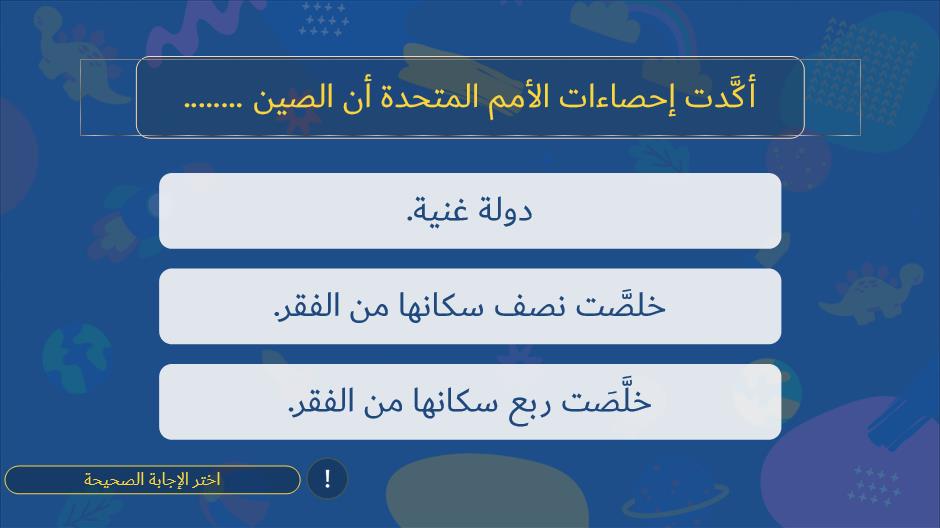 أكَّدت إحصاءات الأمم المتحدة أن الصين ........
دولة غنية.
خلصَّت نصف سكانها من الفقر.
خلَّصَت ربع سكانها من الفقر.
اختر الإجابة الصحيحة
!